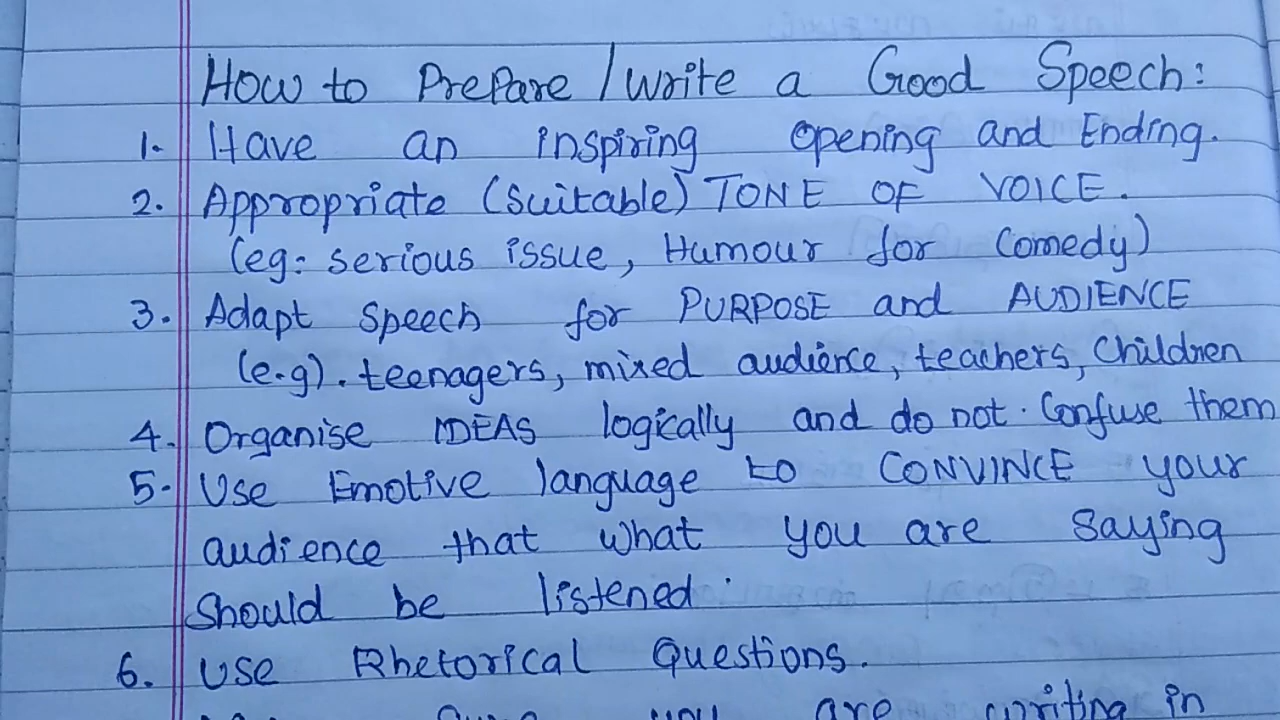 How to Prepare / Write a Good Speech:
1. Have an inspiring opening and Ending.
2. Appropriate (Suitable) TONE OF VOICE.
(eg: serious issue, Humour for Comedy)
3. Adapt Speech for PURPOSE and AUDIENCE
(e.g). teenagers, mixed audience, teachers, Children
4. Organise IDEAS logically and do not. Confuse them
5. Use Emotive language to CONVINCE your
audience that what you are saying
Should be listened.
6. Use Rhetorical Questions.
you are writing in